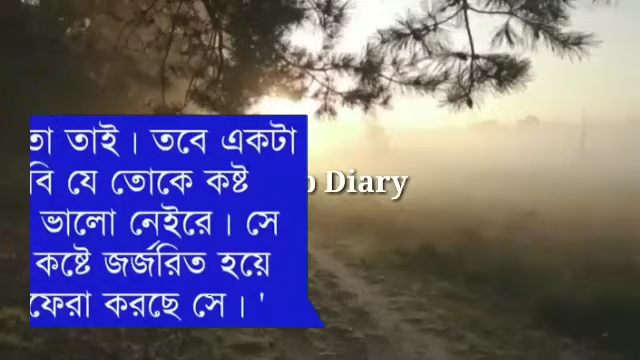 তাই। তবে একটা
যে তোকে কষ্ট
Diary
ভালো নেইরে। সে
কষ্টে জর্জরিত হয়ে
করছে সে। '